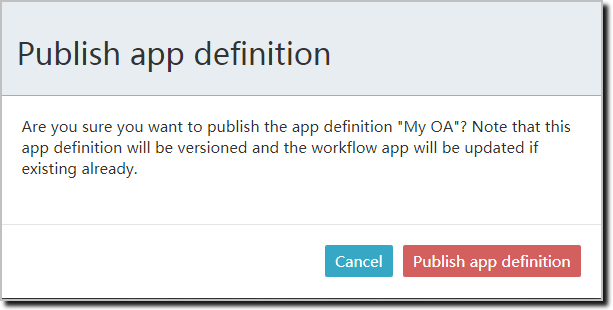 Publish app definition
Are you sure you want to publish the app definition "My OA"? Note that this
app definition will be versioned and the workflow app will be updated if
existing already.
Cancel
Publish app definition